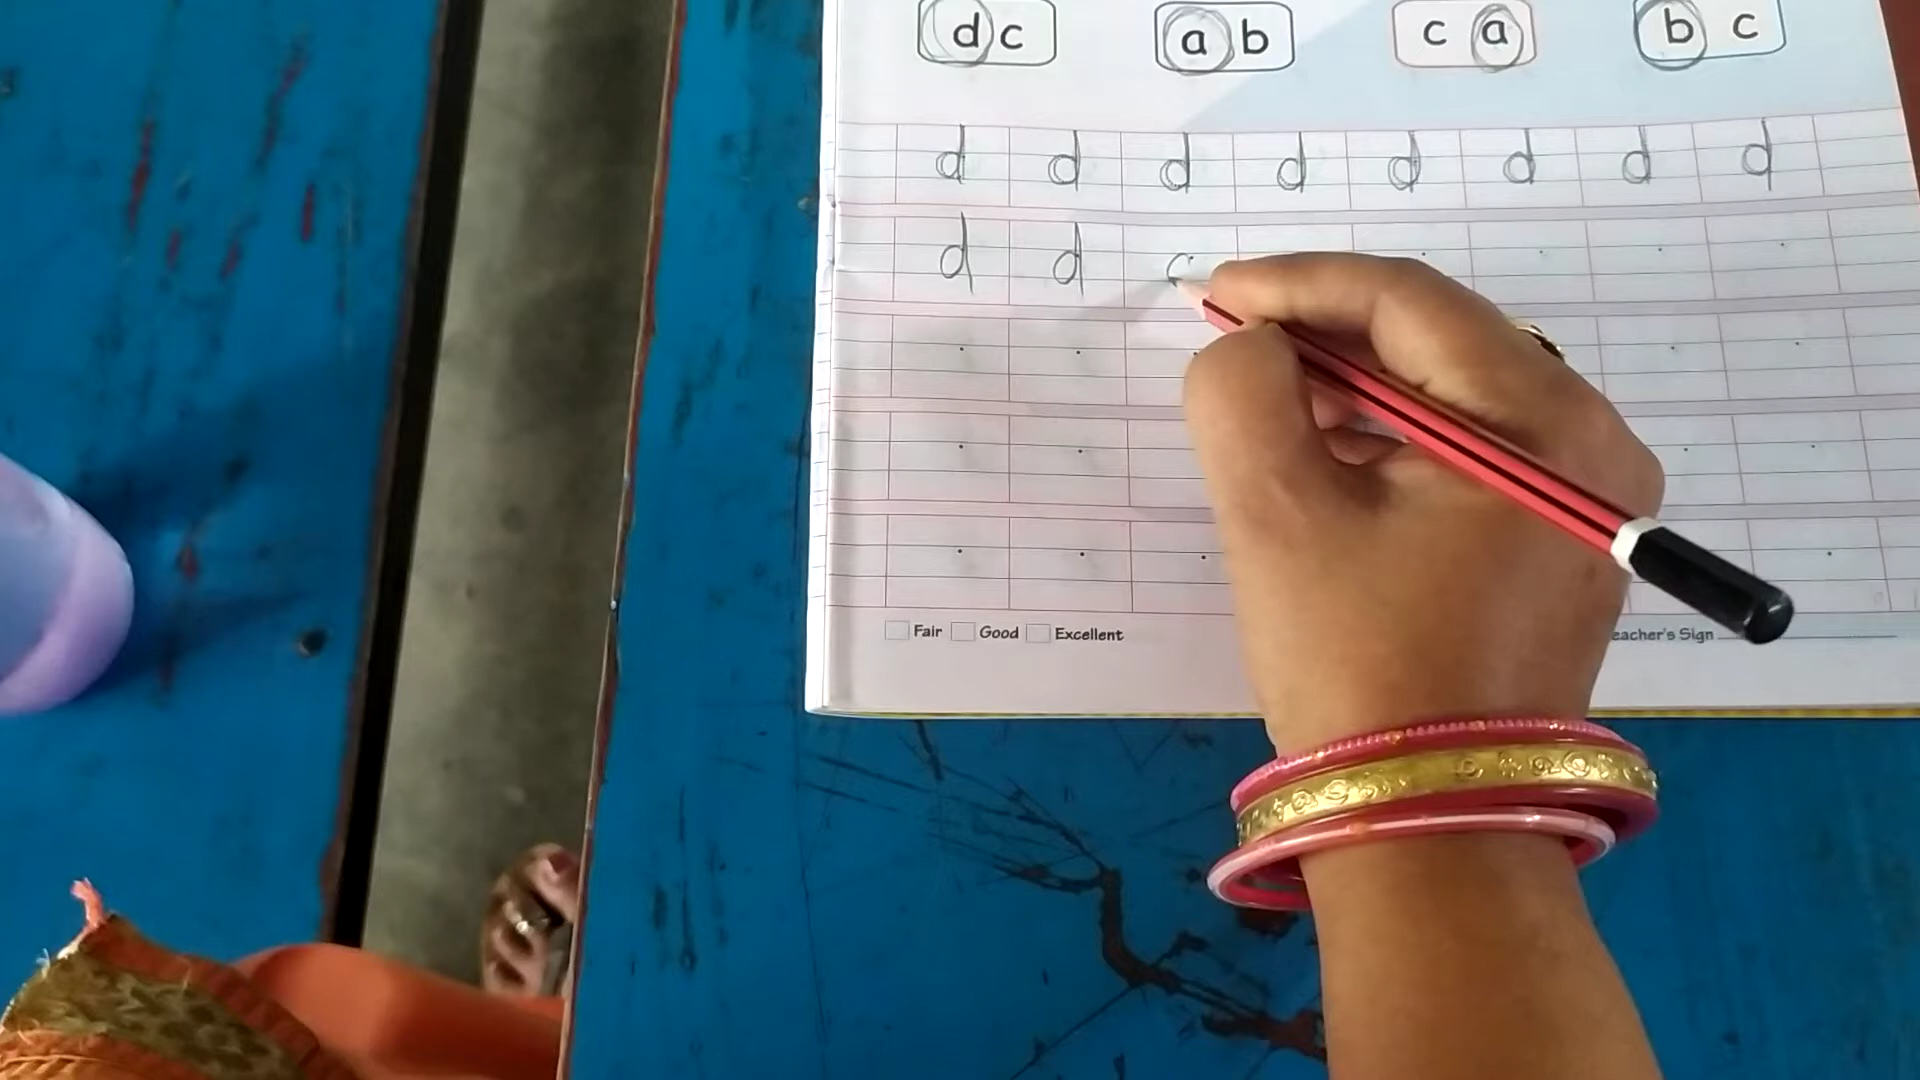 d c a b c a b c
d d d d d d d d
d d c
Fair Good Excellent eacher's Sign